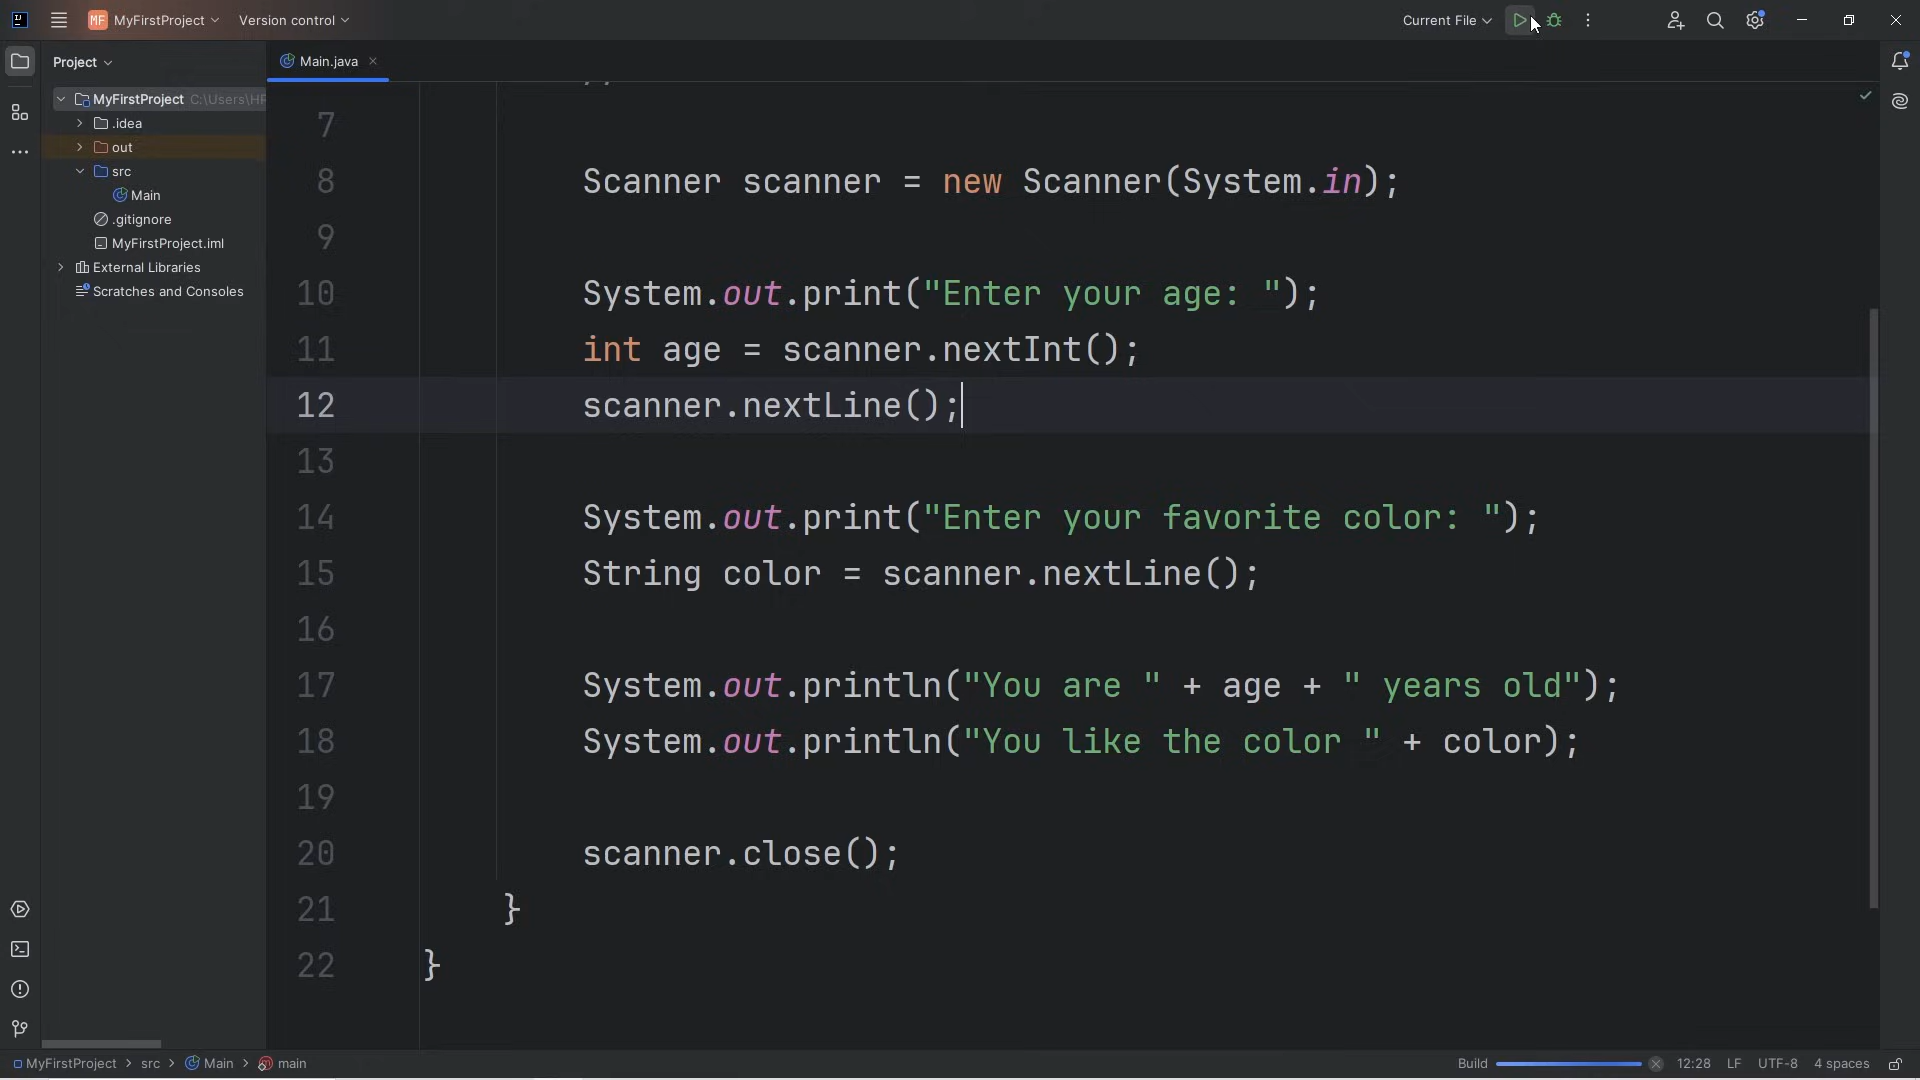 MF MyFirstProject Version control
Current File
Project
Main.java
MyFirstProject C:\Users\HP
.idea
out
src
Main
.gitignore
MyFirstProject.iml
External Libraries
Scratches and Consoles
7
8 Scanner scanner = new Scanner(System.in);
9
10 System.out.print("Enter your age: ");
11 int age = scanner.nextInt();
12 scanner.nextLine();
13
14 System.out.print("Enter your favorite color: ");
15 String color = scanner.nextLine();
16
17 System.out.println("You are " + age + " years old");
18 System.out.println("You like the color " + color);
19
20 scanner.close();
21 }
22 }
MyFirstProject > src > Main > main
Build 12:28 LF UTF-8 4 spaces